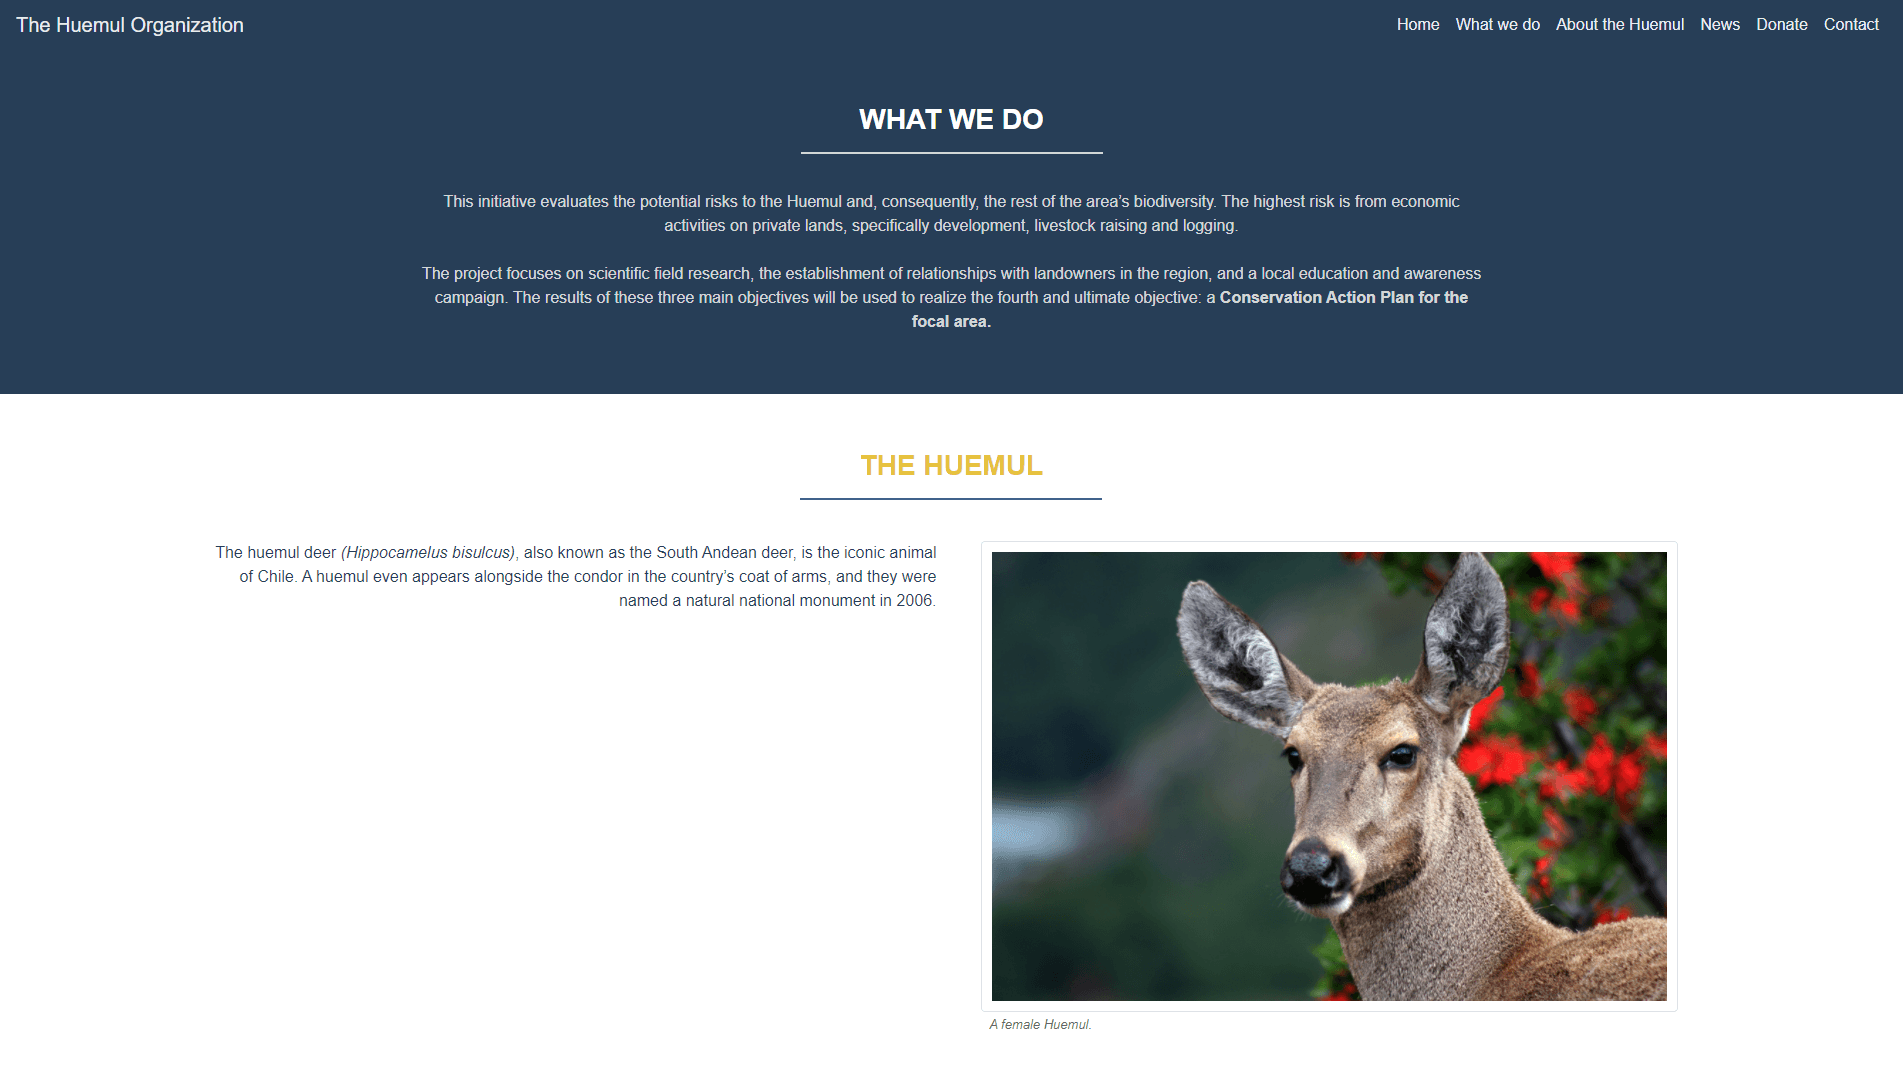 The Huemul Organization
Home What we do About the Huemul News Donate Contact
WHAT WE DO
This initiative evaluates the potential risks to the Huemul and, consequently, the rest of the area’s biodiversity. The highest risk is from economic
activities on private lands, specifically development, livestock raising and logging.
The project focuses on scientific field research, the establishment of relationships with landowners in the region, and a local education and awareness
campaign. The results of these three main objectives will be used to realize the fourth and ultimate objective: a Conservation Action Plan for the
focal area.
THE HUEMUL
The huemul deer (Hippocamelus bisulcus), also known as the South Andean deer, is the iconic animal
of Chile. A huemul even appears alongside the condor in the country’s coat of arms, and they were
named a natural national monument in 2006.
A female Huemul.